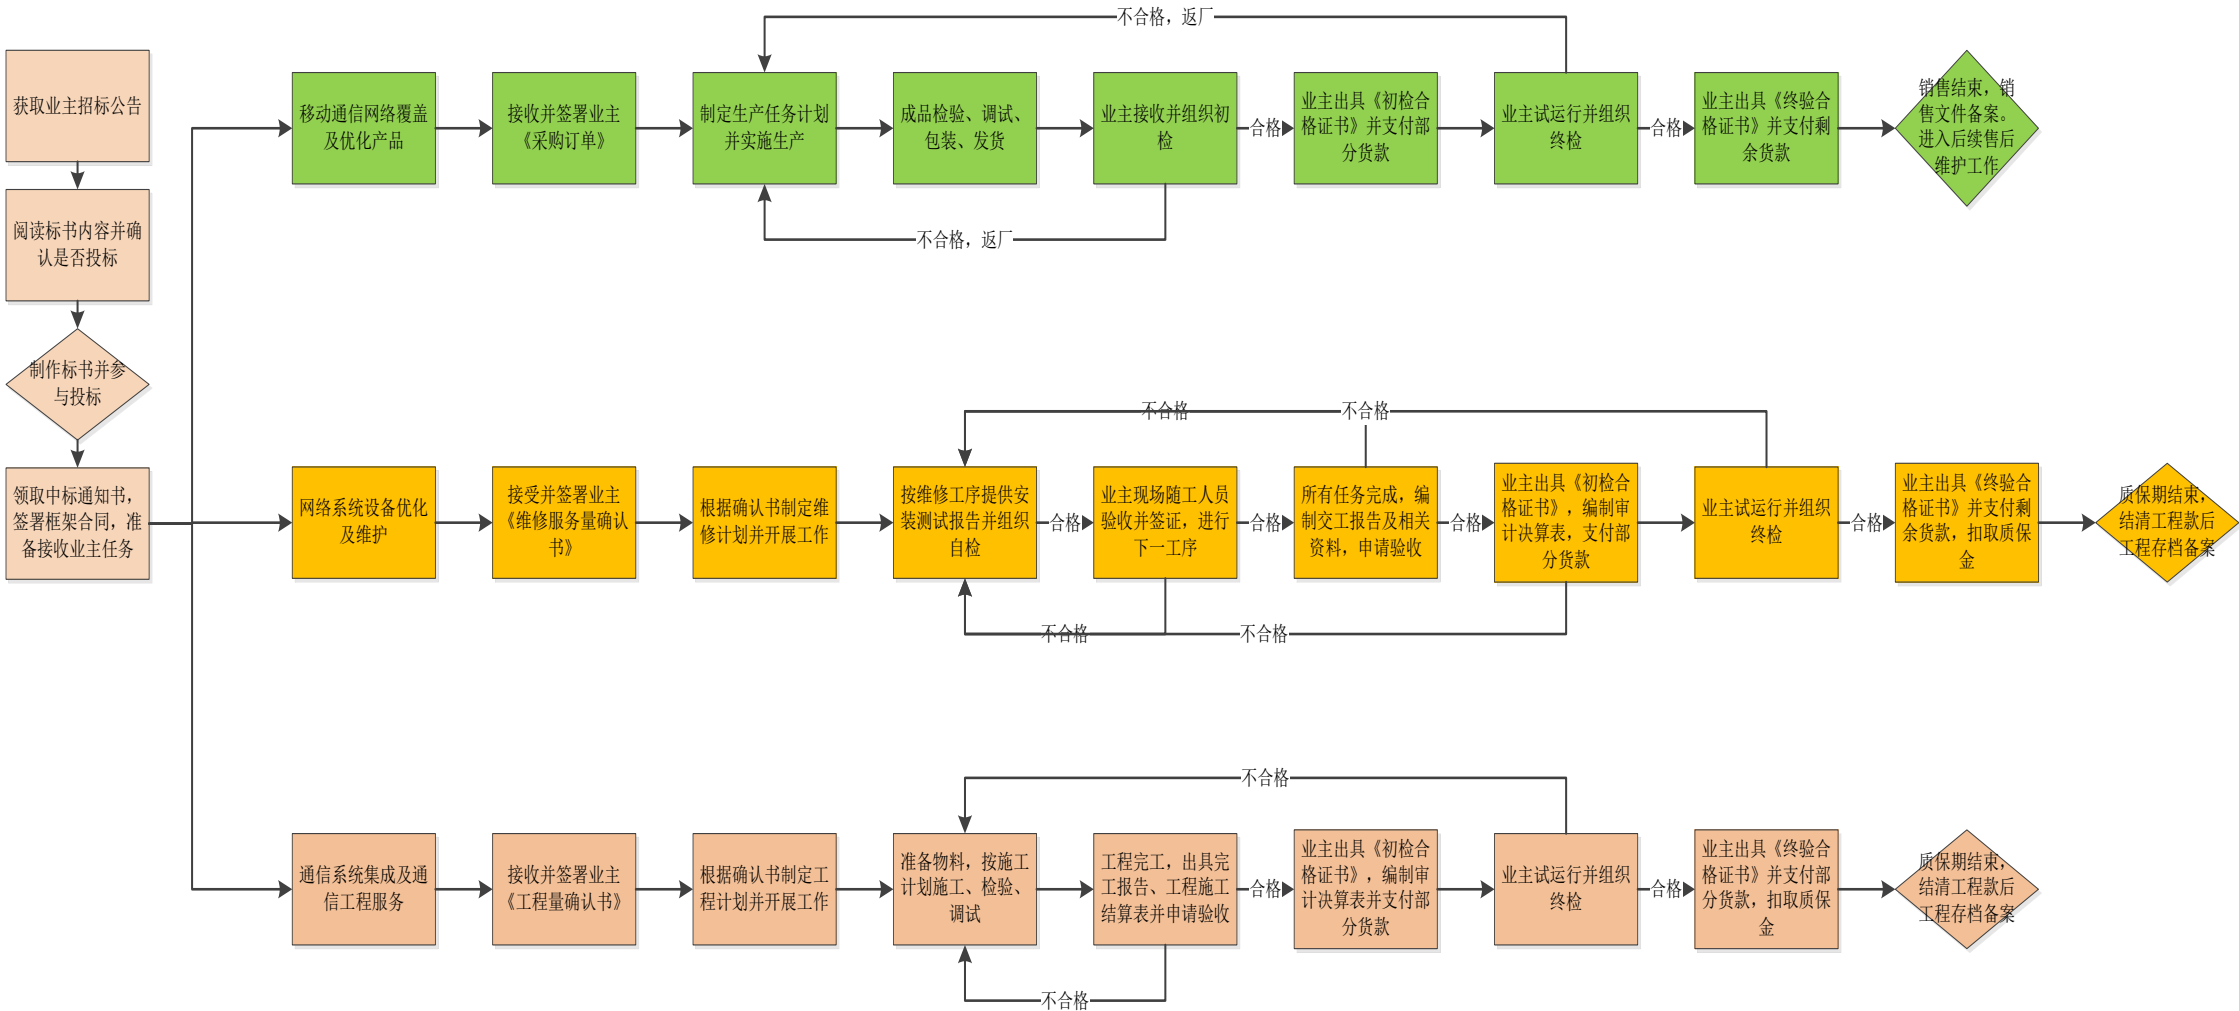 获取业主招标公告
阅读标书内容并确
认是否投标
制作标书并参
与投标
领取中标通知书，
签署框架合同，准
备接收业主任务
不合格，返厂
移动通信网络覆盖
及优化产品
接收并签署业主
《采购订单》
制定生产任务计划
并实施生产
成品检验、调试、
包装、发货
业主接收并组织初
检
合格
业主出具《初检合
格证书》并支付部
分货款
业主试运行并组织
终检
合格
业主出具《终验合
格证书》并支付剩
余货款
销售结束，销
售文件备案。
进入后续售后
维护工作
不合格，返厂
不合格
不合格
网络系统设备优化
及维护
接受并签署业主
《维修服务量确认
书》
根据确认书制定维
修计划并开展工作
按维修工序提供安
装测试报告并组织
自检
合格
业主现场随工人员
验收并签证，进行
下一工序
合格
所有任务完成，编
制交工报告及相关
资料，申请验收
合格
业主出具《初检合
格证书》，编制审
计决算表，支付部
分货款
业主试运行并组织
终检
合格
业主出具《终验合
格证书》并支付剩
余货款，扣取质保
金
质保期结束，
结清工程款后
工程存档备案
不合格
不合格
不合格
通信系统集成及通
信工程服务
接收并签署业主
《工程量确认书》
根据确认书制定工
程计划并开展工作
准备物料，按施工
计划施工、检验、
调试
工程完工，出具完
工报告、工程施工
结算表并申请验收
合格
业主出具《初检合
格证书》，编制审
计决算表并支付部
分货款
业主试运行并组织
终检
合格
业主出具《终验合
格证书》并支付部
分货款，扣取质保
金
质保期结束，
结清工程款后
工程存档备案
不合格